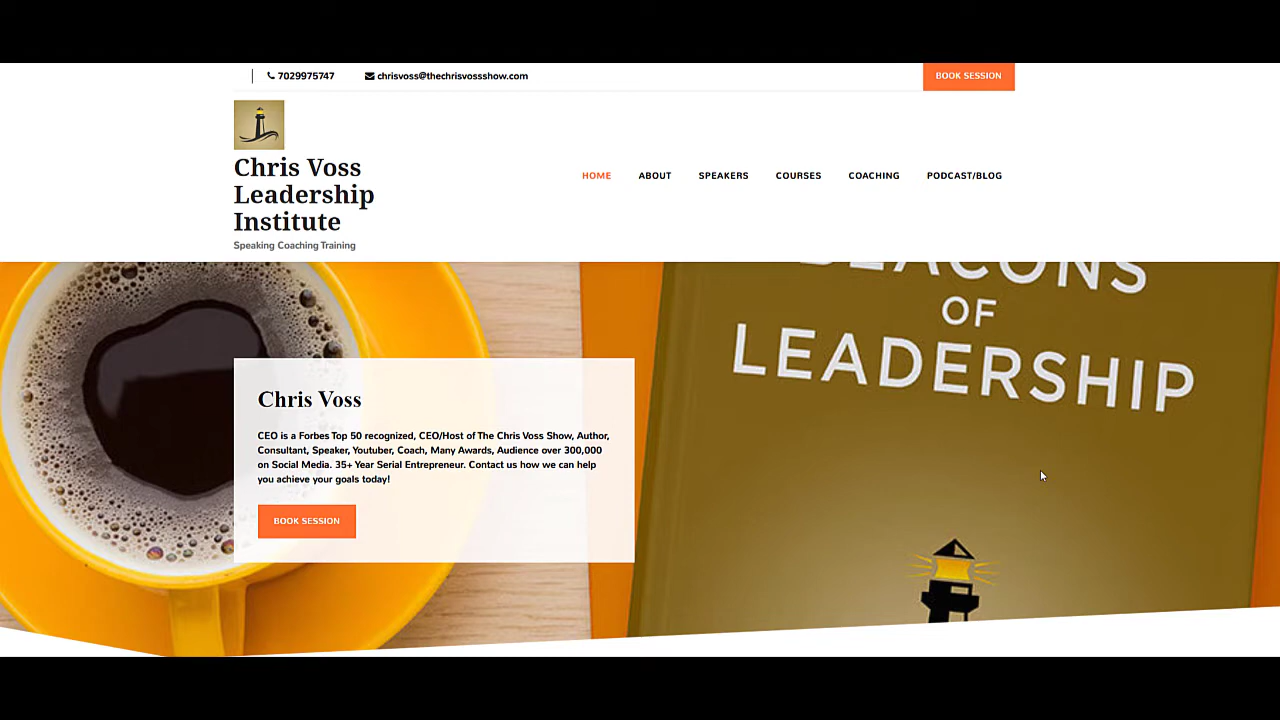 7029975747
chrisvoss@thechrisvossshow.com
BOOK SESSION
Chris Voss
Leadership
Institute
Speaking Coaching Training
HOME
ABOUT
SPEAKERS
COURSES
COACHING
PODCAST/BLOG
BEACONS
OF
LEADERSHIP
Chris Voss
CEO is a Forbes Top 50 recognized, CEO/Host of The Chris Voss Show, Author,
Consultant, Speaker, Youtuber, Coach, Many Awards, Audience over 300,000
on Social Media. 35+ Year Serial Entrepreneur. Contact us how we can help
you achieve your goals today!
BOOK SESSION